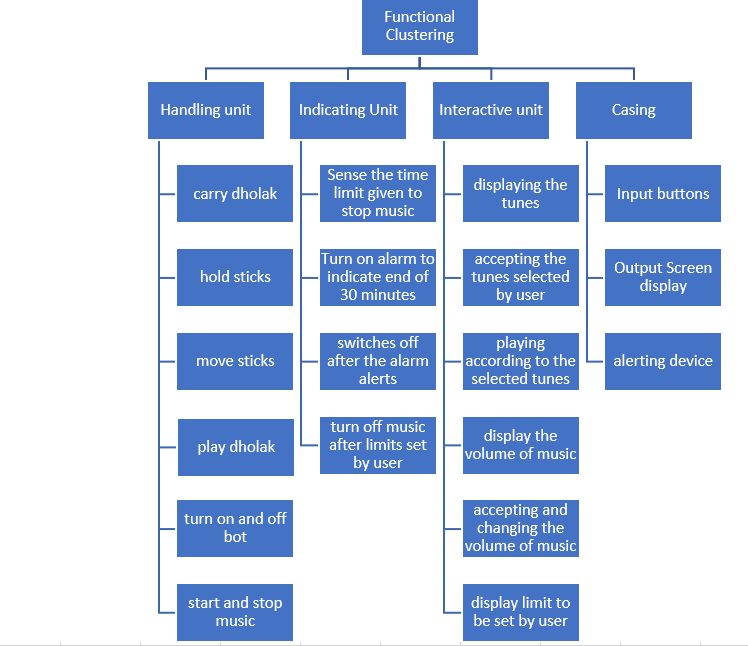 Functional
Clustering
Handling unit
Indicating Unit
Interactive unit
Casing
carry dholak
hold sticks
move sticks
play dholak
turn on and off
bot
start and stop
music
Sense the time
limit given to
stop music
Turn on alarm to
indicate end of
30 minutes
switches off
after the alarm
alerts
turn off music
after limits set
by user
displaying the
tunes
accepting the
tunes selected
by user
playing
according to the
selected tunes
display the
volume of music
accepting and
changing the
volume of music
display limit to
be set by user
Input buttons
Output Screen
display
alerting device